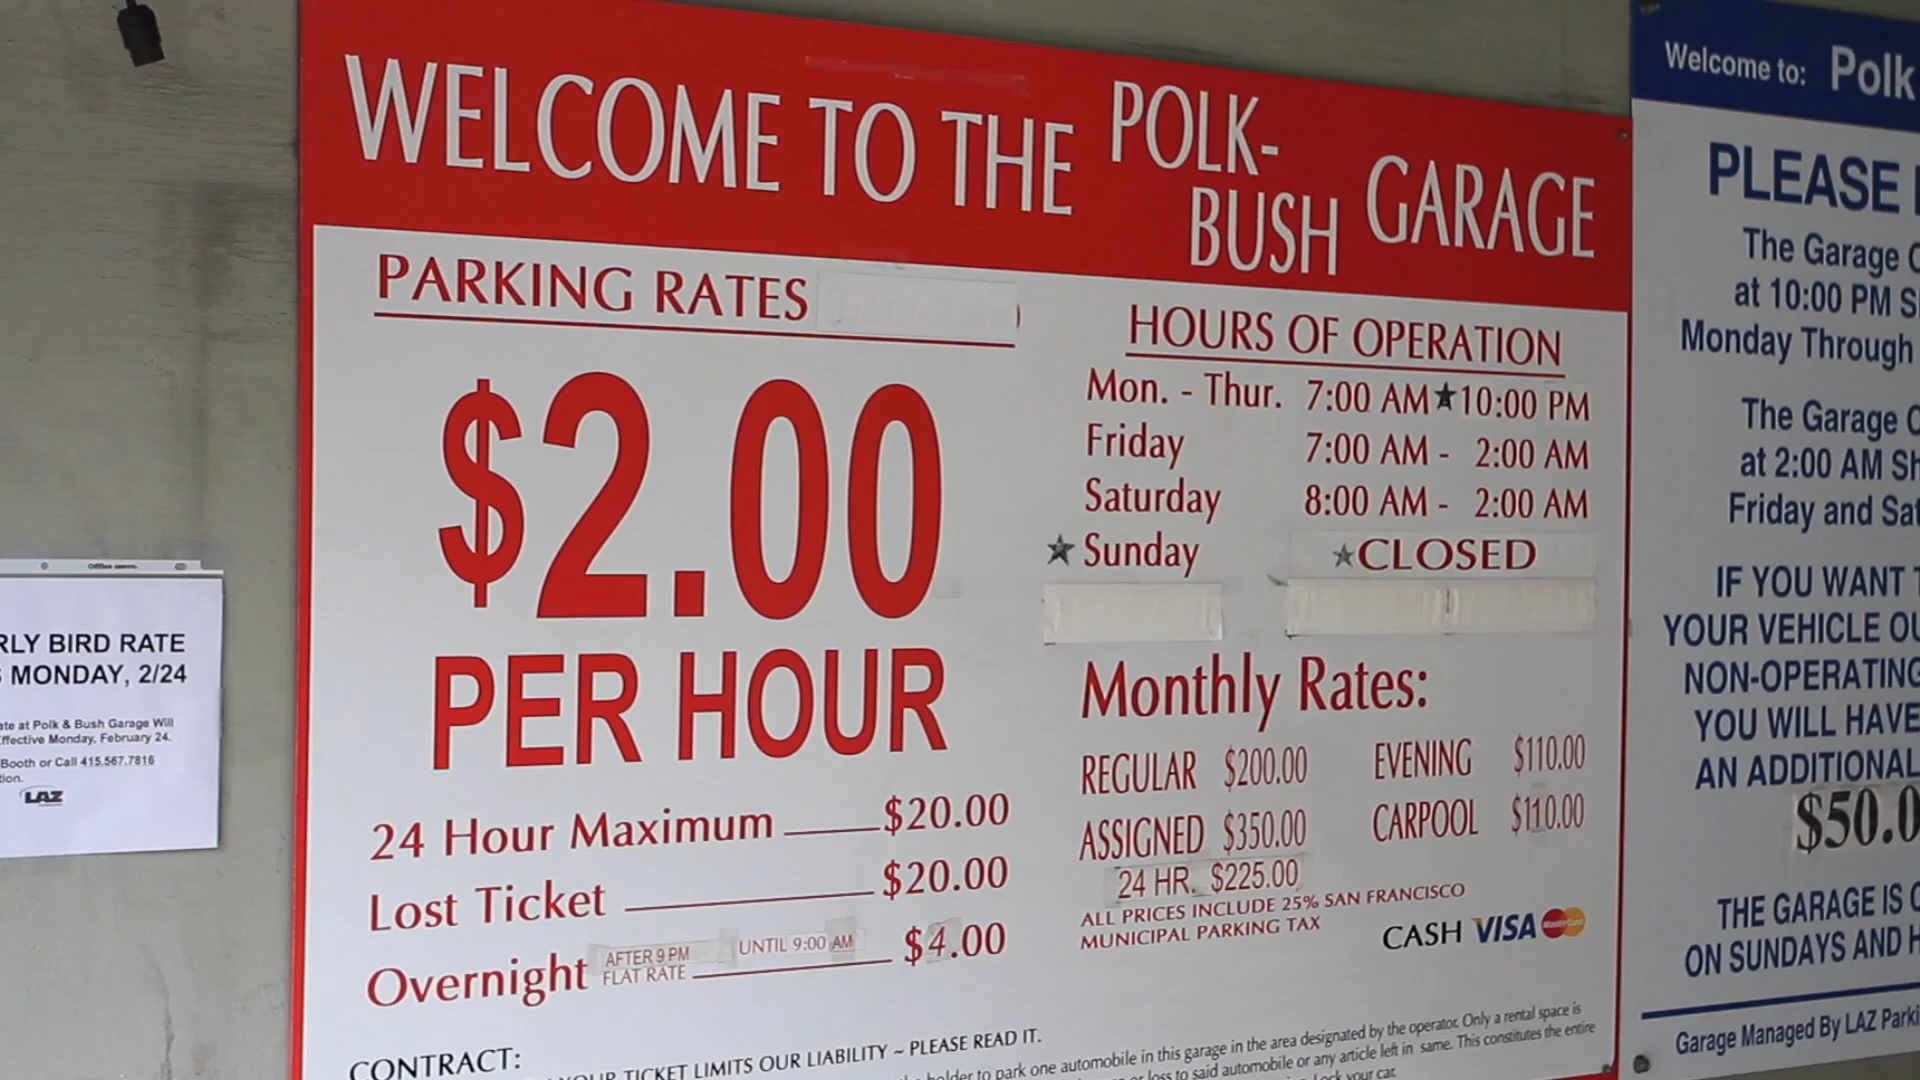 WELCOME TO THE POLK-BUSH GARAGE
PARKING RATES
$2.00
PER HOUR
24 Hour Maximum $20.00
Lost Ticket $20.00
Overnight AFTER 9 PM UNTIL 9:00 AM $4.00
FLAT RATE
HOURS OF OPERATION
Mon. - Thur. 7:00 AM★10:00 PM
Friday 7:00 AM - 2:00 AM
Saturday 8:00 AM - 2:00 AM
★ Sunday ★CLOSED
Monthly Rates:
REGULAR $200.00 EVENING $110.00
ASSIGNED $350.00 CARPOOL $110.00
24 HR. $225.00
ALL PRICES INCLUDE 25% SAN FRANCISCO
MUNICIPAL PARKING TAX
CASH VISA MasterCard
CONTRACT:
YOUR TICKET LIMITS OUR LIABILITY ~ PLEASE READ IT.
holder to park one automobile in this garage in the area designated by the operator. Only a rental space is
or loss to said automobile or any article left in same. This constitutes the entire
Lock your car.
RLY BIRD RATE
MONDAY, 2/24
at Polk & Bush Garage Will
ffective Monday, February 24.
Booth or Call 415.567.7816
LAZ
Welcome to: Polk
PLEASE
The Garage
at 10:00 PM
Monday Through
The Garage
at 2:00 AM
Friday and
IF YOU WANT
YOUR VEHICLE
NON-OPERATING
YOU WILL HAVE
AN ADDITIONAL
$50.0
THE GARAGE IS
ON SUNDAYS AND
Garage Managed By LAZ